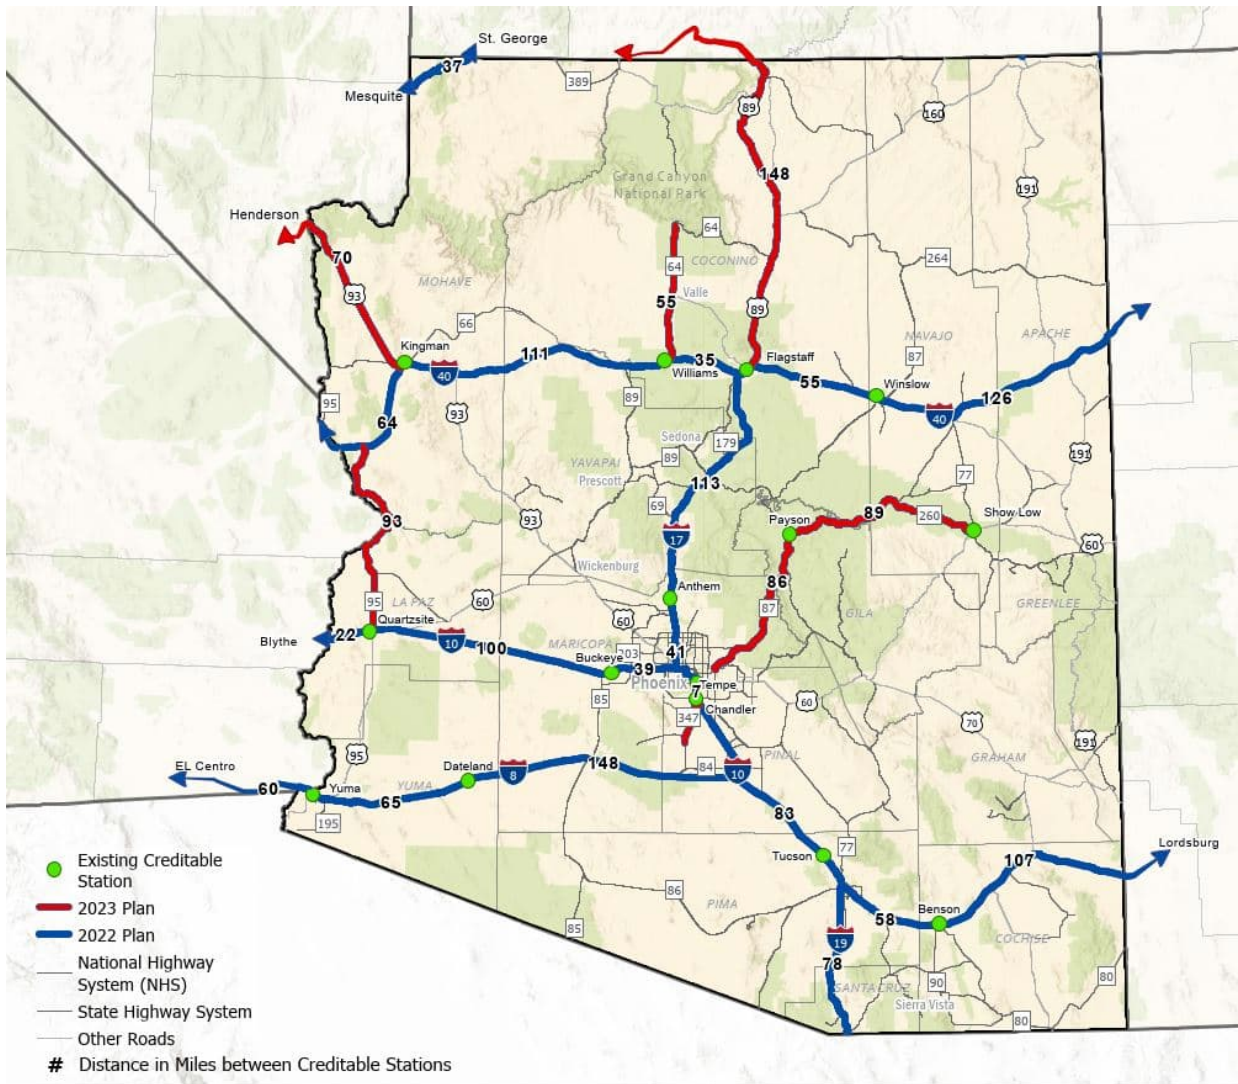 St. George
37
Mesquite
389
89
160
148
191
Grand Canyon
National Park
Henderson
64
70
264
64
COCONINO
MOHAVE
93
Valle
55
89
66
NAVAJO
APACHE
Kingman
111
35
Flagstaff
87
40
Williams
55
Winslow
126
89
40
95
93
64
Sedona
179
191
89
YAVAPAI
Prescott
77
113
69
93
93
Payson
89
260
Show Low
17
60
Wickenburg
86
Anthem
95
LA PAZ
60
87
GREENLEE
Quartzsite
60
GILA
Blythe
22
10
100
MARICOPA
303
41
Buckeye
39
Phoenix
Tempe
7
85
Chandler
60
347
70
95
191
PINAL
GRAHAM
EL Centro
Dateland
8
148
84
10
60
Yuma
YUMA
65
195
83
77
Tucson
Lordsburg
107
86
PIMA
Benson
58
85
19
COCHISE
78
80
90
SANTA CRUZ
Sierra Vista
80
Existing Creditable
Station
2023 Plan
2022 Plan
National Highway
System (NHS)
State Highway System
Other Roads
# Distance in Miles between Creditable Stations